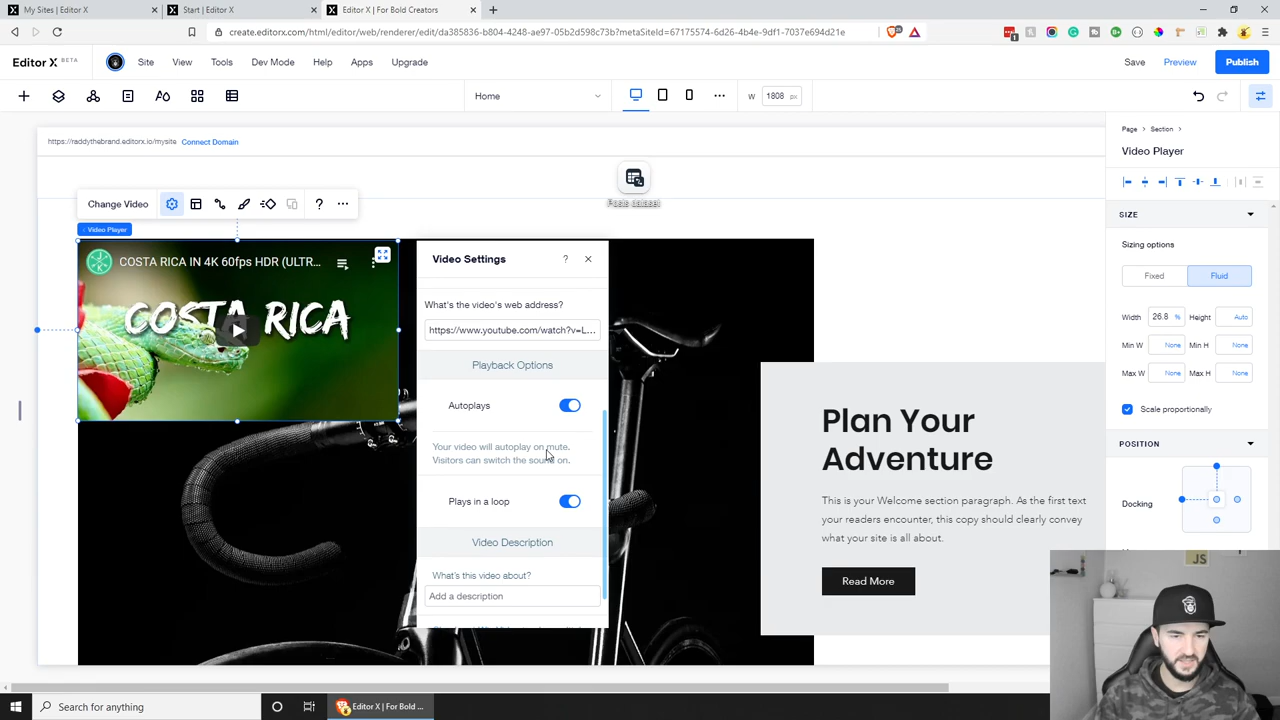 My Sites | Editor X
Start | Editor X
Editor X | For Bold Creators
create.editorx.com/html/editor/web/renderer/edit/da385836-b804-4248-ae97-05b2d598c73b?metaSiteId=67175574-6d26-4b4e-9df1-7037e694d21e
Editor X BETA
Site
View
Tools
Dev Mode
Help
Apps
Upgrade
Save
Preview
Publish
Home
W 1808 px
https://raddythebrand.editorx.io/mysite Connect Domain
Page > Section >
Video Player
Posts dataset
Change Video
Video Player
SIZE
COSTA RICA IN 4K 60fps HDR (ULTR...
COSTA RICA
Video Settings
What's the video's web address?
https://www.youtube.com/watch?v=L...
Playback Options
Autoplays
Your video will autoplay on mute.
Visitors can switch the sound on.
Plays in a loop
Video Description
What's this video about?
Add a description
Plan Your
Adventure
This is your Welcome section paragraph. As the first text
your readers encounter, this copy should clearly convey
what your site is all about.
Read More
Sizing options
Fixed
Fluid
Width 26.8 % Height Auto
Min W None Min H None
Max W None Max H None
Scale proportionally
POSITION
Docking
JS
Search for anything
Editor X | For Bold ...